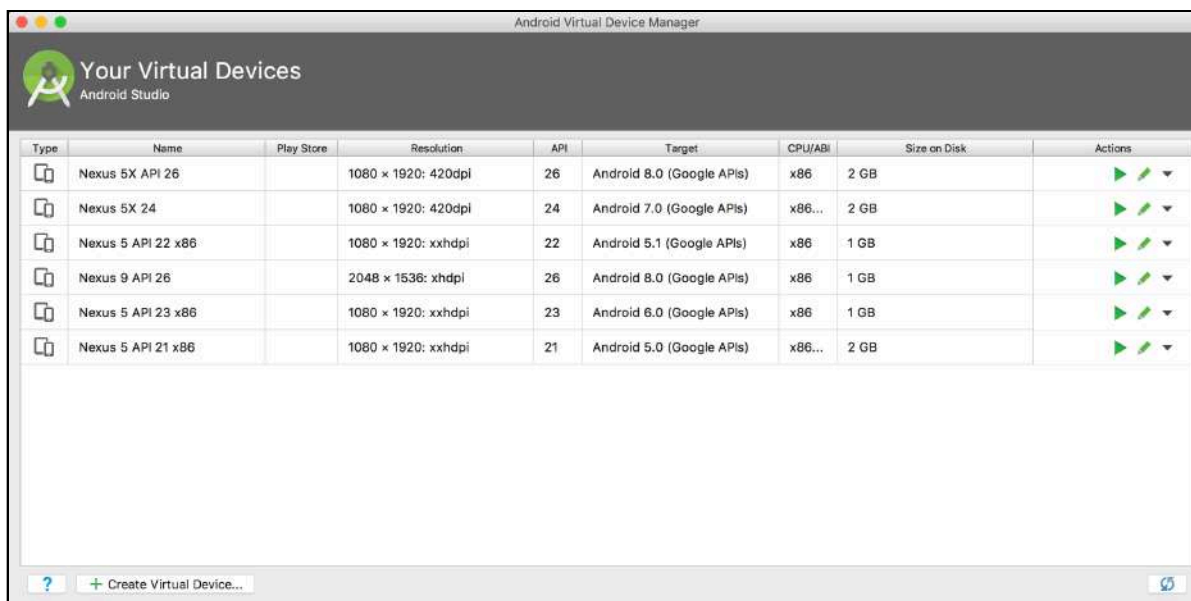 Android Virtual Device Manager
Your Virtual Devices
Android Studio
Type Name Play Store Resolution API Target CPU/ABI Size on Disk Actions
Nexus 5X API 26 1080 × 1920: 420dpi 26 Android 8.0 (Google APIs) x86 2 GB
Nexus 5X 24 1080 × 1920: 420dpi 24 Android 7.0 (Google APIs) x86... 2 GB
Nexus 5 API 22 x86 1080 × 1920: xxhdpi 22 Android 5.1 (Google APIs) x86 1 GB
Nexus 9 API 26 2048 × 1536: xhdpi 26 Android 8.0 (Google APIs) x86 1 GB
Nexus 5 API 23 x86 1080 × 1920: xxhdpi 23 Android 6.0 (Google APIs) x86 1 GB
Nexus 5 API 21 x86 1080 × 1920: xxhdpi 21 Android 5.0 (Google APIs) x86... 2 GB
? + Create Virtual Device...